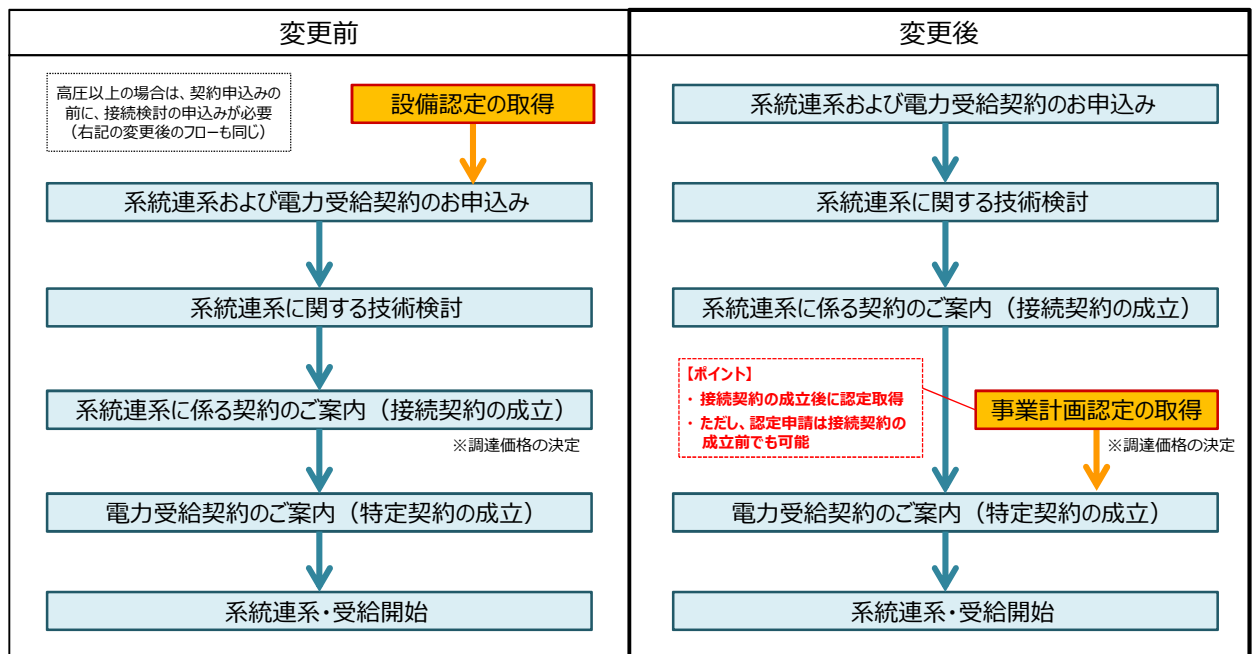 変更前
高圧以上の場合は、契約申込みの
前に、接続検討の申込みが必要
（右記の変更後のフローも同じ）
設備認定の取得
系統連系および電力受給契約のお申込み
系統連系に関する技術検討
系統連系に係る契約のご案内（接続契約の成立）
※調達価格の決定
電力受給契約のご案内（特定契約の成立）
系統連系・受給開始
変更後
系統連系および電力受給契約のお申込み
系統連系に関する技術検討
系統連系に係る契約のご案内（接続契約の成立）
【ポイント】
・ 接続契約の成立後に認定取得
・ ただし、認定申請は接続契約の
成立前でも可能
事業計画認定の取得
※調達価格の決定
電力受給契約のご案内（特定契約の成立）
系統連系・受給開始